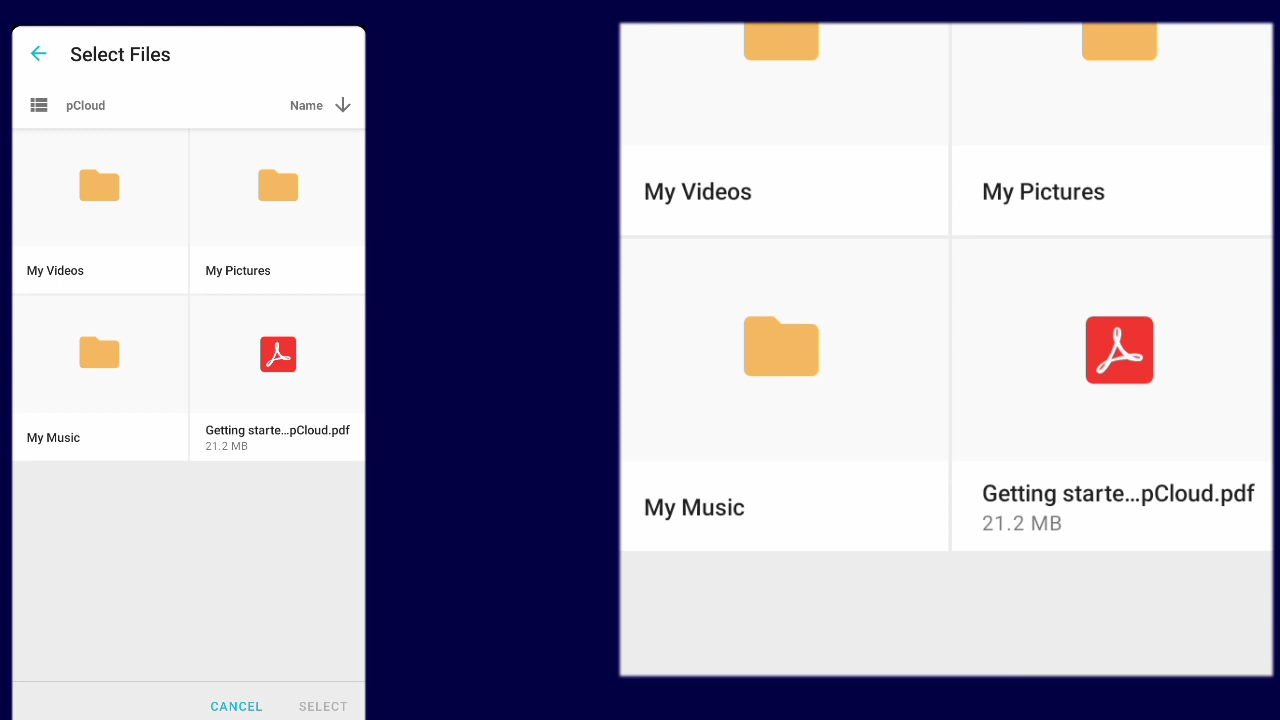 Select Files
pCloud Name
My Videos My Pictures
My Music Getting starte...pCloud.pdf
21.2 MB
CANCEL SELECT
My Videos My Pictures
My Music Getting starte...pCloud.pdf
21.2 MB